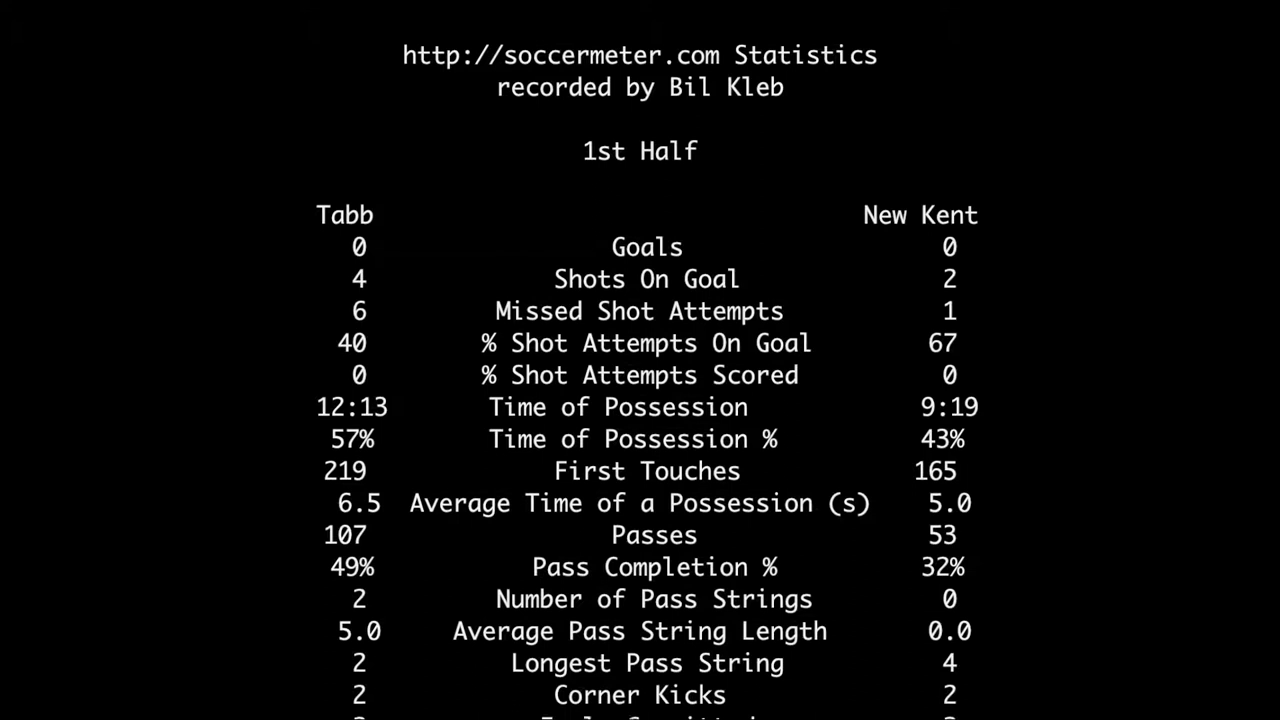 http://soccermeter.com Statistics
recorded by Bil Kleb
1st Half
Tabb New Kent
0 Goals 0
4 Shots On Goal 2
6 Missed Shot Attempts 1
40 % Shot Attempts On Goal 67
0 % Shot Attempts Scored 0
12:13 Time of Possession 9:19
57% Time of Possession % 43%
219 First Touches 165
6.5 Average Time of a Possession (s) 5.0
107 Passes 53
49% Pass Completion % 32%
2 Number of Pass Strings 0
5.0 Average Pass String Length 0.0
2 Longest Pass String 4
2 Corner Kicks 2